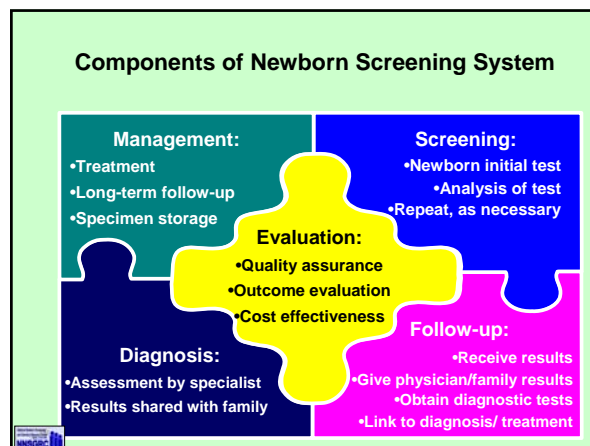 Components of Newborn Screening System
Management:
•Treatment
•Long-term follow-up
•Specimen storage
Screening:
•Newborn initial test
•Analysis of test
•Repeat, as necessary
Evaluation:
•Quality assurance
•Outcome evaluation
•Cost effectiveness
Diagnosis:
•Assessment by specialist
•Results shared with family
Follow-up:
•Receive results
•Give physician/family results
•Obtain diagnostic tests
•Link to diagnosis/ treatment
NNSGRC